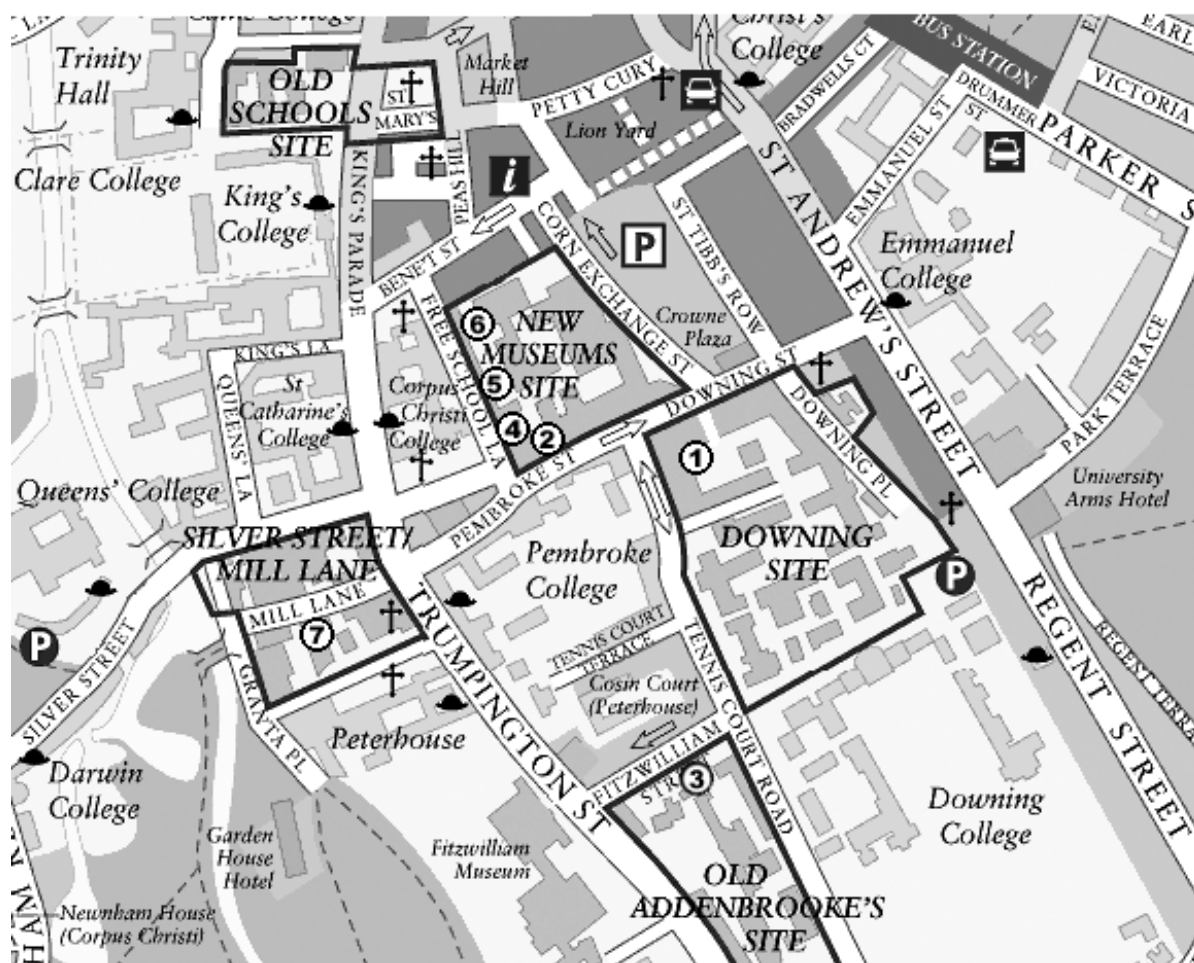 Trinity
Hall
OLD
SCHOOLS
SITE
ST
MARY'S
Market
Hill
PETTY CURY
Lion Yard
Christ's
College
BRADWELLS CT
BUS STATION
DRUMMER
ST
PARKER S
VICTORIA
EARL
Clare College
King's
College
KING'S PARADE
PEAS HILL
i
BENE'T ST
CORN EXCHANGE ST
P
ST TIBB'S ROW
ST ANDREW'S STREET
EMMANUEL ST
Emmanuel
College
Crowne
Plaza
FREE SCHOOL LA
6
NEW
MUSEUMS
SITE
5
4
2
KING'S LA
QUEENS' LA
St
Catharine's
College
Corpus
Christi
College
DOWNING ST
DOWNING PL
PARK TERRACE
University
Arms Hotel
Queens' College
PEMBROKE ST
1
DOWNING
SITE
P
SILVER STREET/
MILL LANE
MILL LANE
7
Pembroke
College
TENNIS COURT
TERRACE
TENNIS COURT ROAD
Cosin Court
(Peterhouse)
P
SILVER STREET
GRANTA PL
Peterhouse
TRUMPINGTON ST
REGENT STREET
REGENT TERRA
FITZWILLIAM
STR
3
Darwin
College
Garden
House
Hotel
Fitzwilliam
Museum
Downing
College
OLD
ADDENBROOKE'S
SITE
Newnham House
(Corpus Christi)
HAM